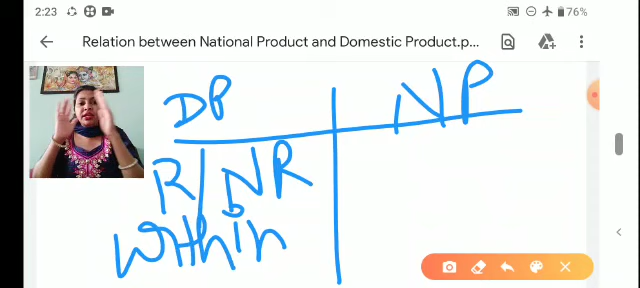 2:23 76%
Relation between National Product and Domestic Product.p...
DP NP
R/NR
Within